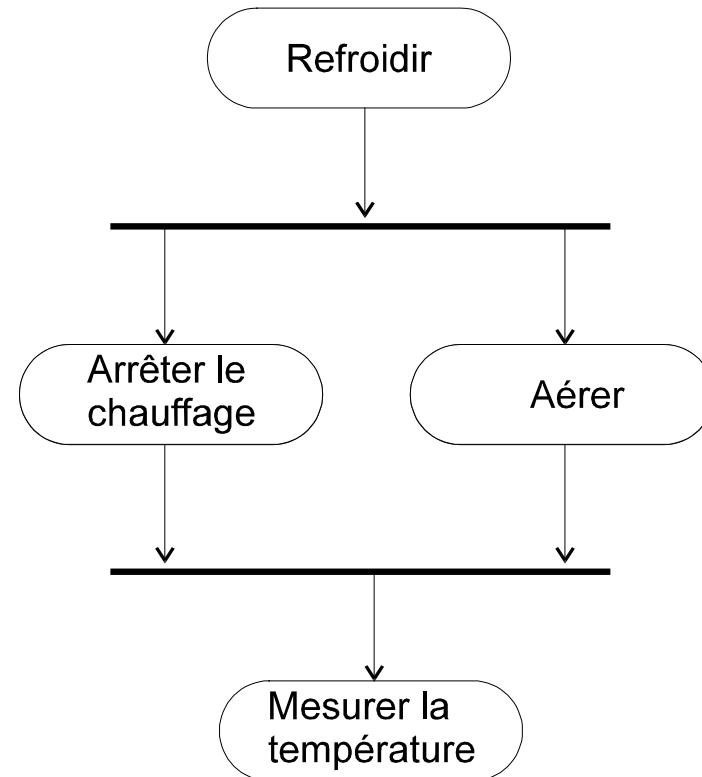 Refroidir
Arrêter le
chauffage
Aérer
Mesurer la
température